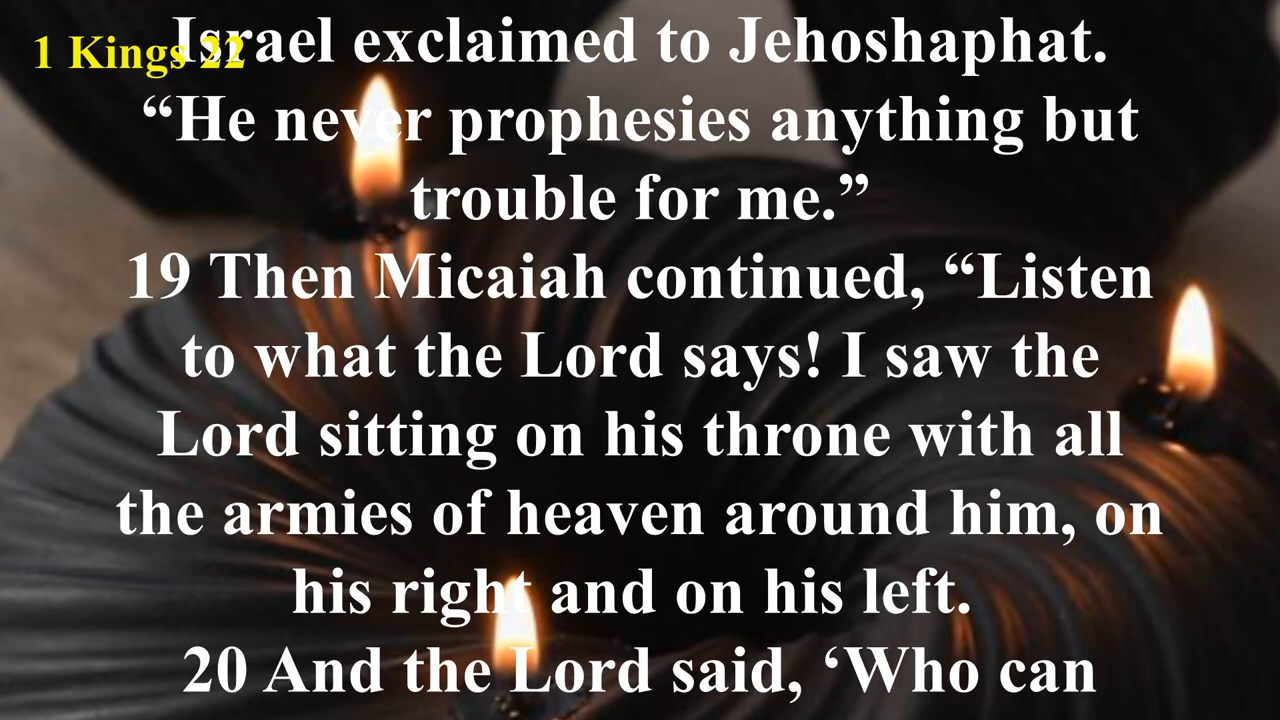 1 Kings 22
Israel exclaimed to Jehoshaphat.
“He never prophesies anything but
trouble for me.”
19 Then Micaiah continued, “Listen
to what the Lord says! I saw the
Lord sitting on his throne with all
the armies of heaven around him, on
his right and on his left.
20 And the Lord said, ‘Who can